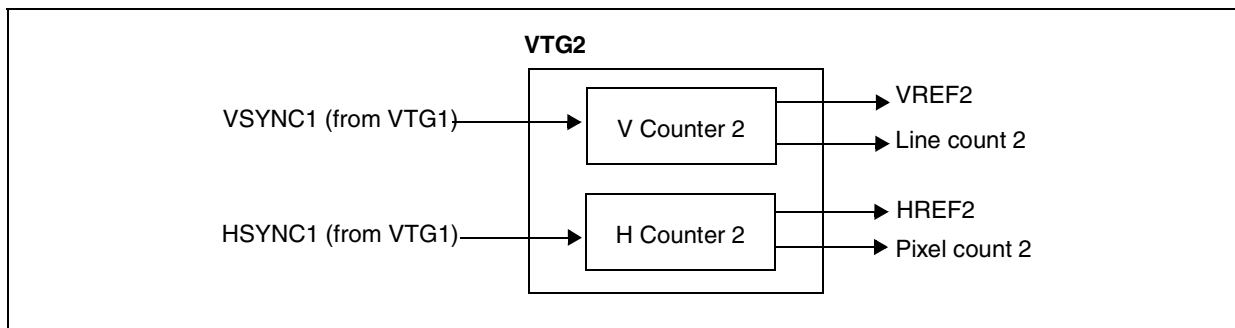 VTG2
VSYNC1 (from VTG1)
V Counter 2
VREF2
Line count 2
HSYNC1 (from VTG1)
H Counter 2
HREF2
Pixel count 2